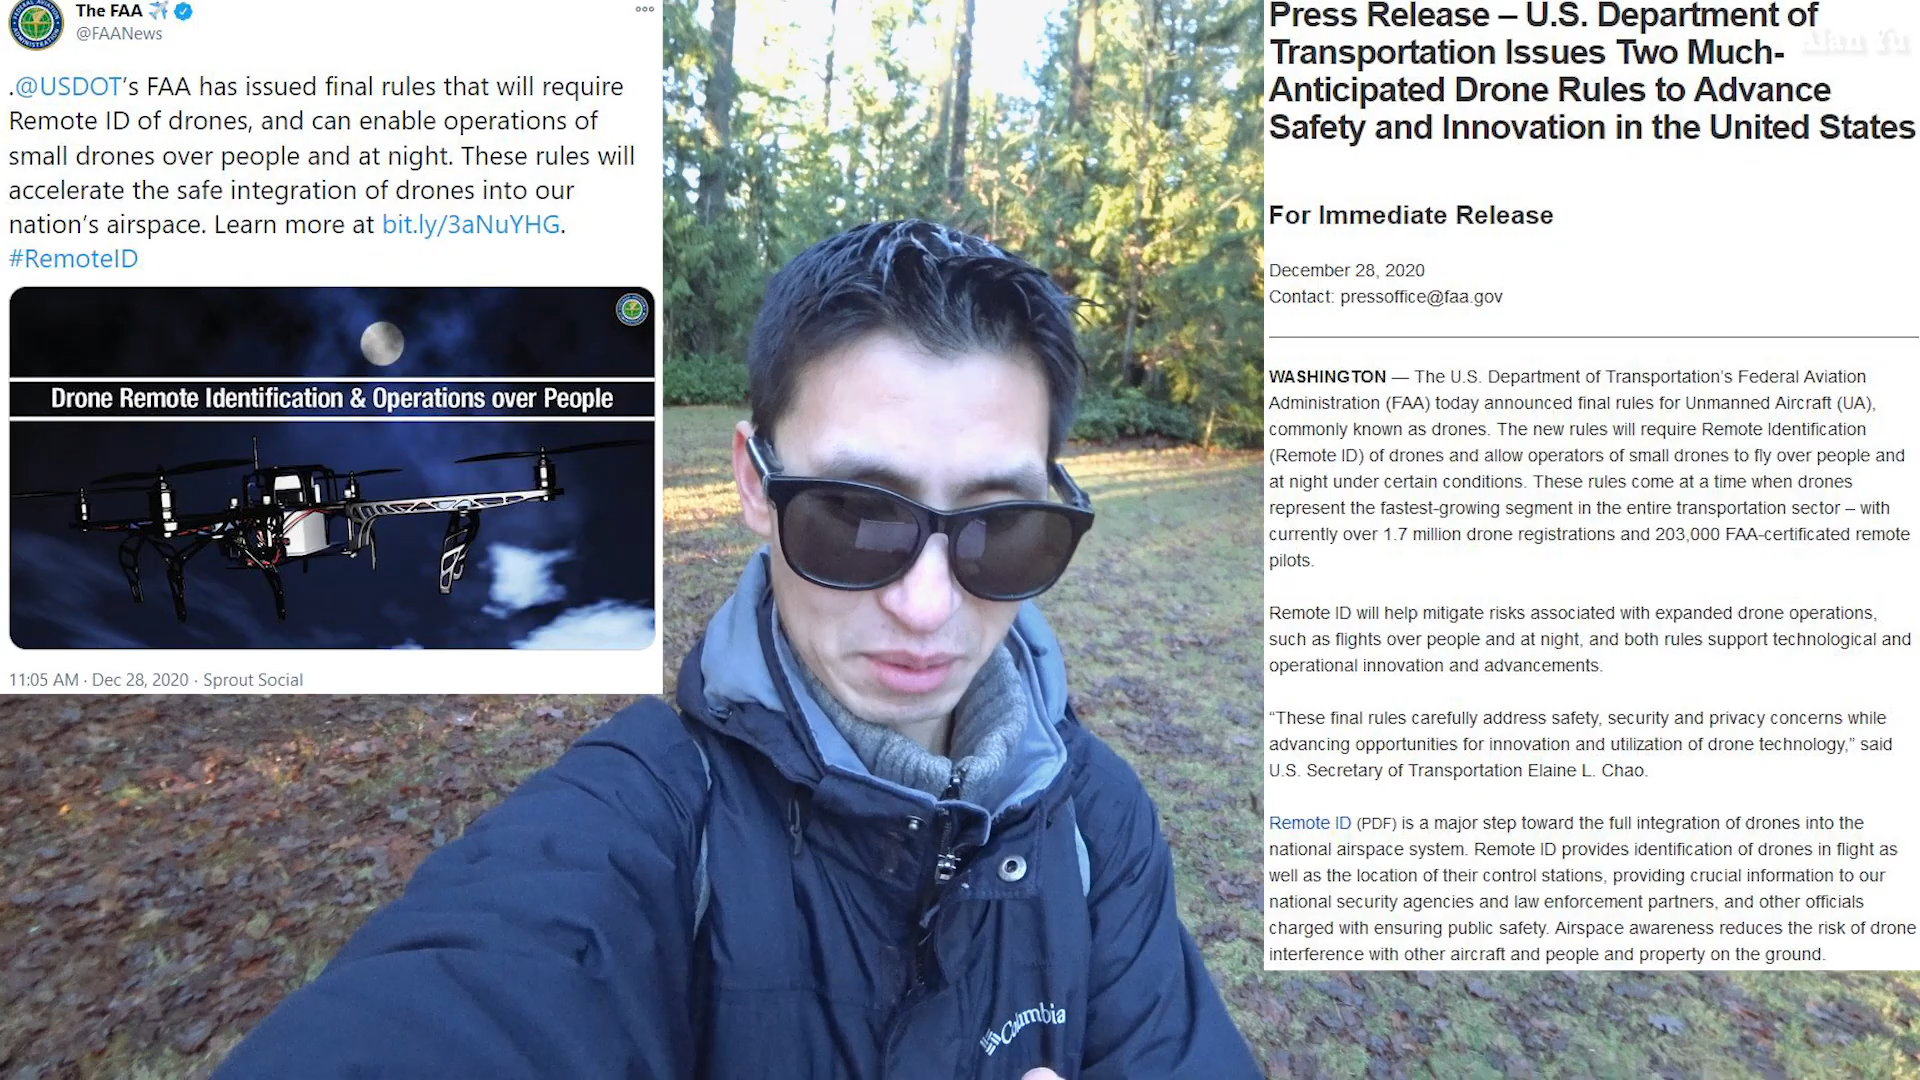 The FAA
@FAANews
.@USDOT’s FAA has issued final rules that will require
Remote ID of drones, and can enable operations of
small drones over people and at night. These rules will
accelerate the safe integration of drones into our
nation’s airspace. Learn more at bit.ly/3aNuYHG.
#RemoteID
Drone Remote Identification & Operations over People
11:05 AM · Dec 28, 2020 · Sprout Social
Press Release – U.S. Department of
Transportation Issues Two Much-
Anticipated Drone Rules to Advance
Safety and Innovation in the United States
Alan Yu
For Immediate Release
December 28, 2020
Contact: pressoffice@faa.gov
WASHINGTON — The U.S. Department of Transportation’s Federal Aviation
Administration (FAA) today announced final rules for Unmanned Aircraft (UA),
commonly known as drones. The new rules will require Remote Identification
(Remote ID) of drones and allow operators of small drones to fly over people and
at night under certain conditions. These rules come at a time when drones
represent the fastest-growing segment in the entire transportation sector – with
currently over 1.7 million drone registrations and 203,000 FAA-certificated remote
pilots.
Remote ID will help mitigate risks associated with expanded drone operations,
such as flights over people and at night, and both rules support technological and
operational innovation and advancements.
“These final rules carefully address safety, security and privacy concerns while
advancing opportunities for innovation and utilization of drone technology,” said
U.S. Secretary of Transportation Elaine L. Chao.
Remote ID (PDF) is a major step toward the full integration of drones into the
national airspace system. Remote ID provides identification of drones in flight as
well as the location of their control stations, providing crucial information to our
national security agencies and law enforcement partners, and other officials
charged with ensuring public safety. Airspace awareness reduces the risk of drone
interference with other aircraft and people and property on the ground.
Columbia